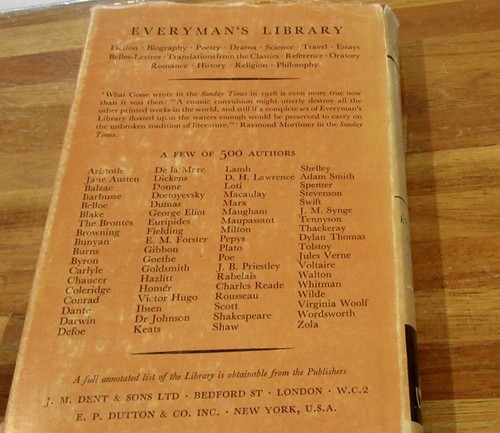 EVERYMAN'S LIBRARY
Fiction · Biography · Poetry · Drama · Science · Travel · Essays
Belles-Lettres · Translations from the Classics · Reference · Oratory
Romance · History · Religion · Philosophy
'What Gosse wrote in the Sunday Times in 1926 is even more true now
than it was then: "A cosmic convulsion might utterly destroy all the
other printed works in the world, and still if a complete set of Everyman's
Library floated upon the waters enough would be preserved to carry on
the unbroken tradition of literature."' Raymond Mortimer in the Sunday
Times.
A FEW OF 500 AUTHORS
Aristotle
Jane Austen
Balzac
Barbusse
Belloc
Blake
The Brontës
Browning
Bunyan
Burns
Byron
Carlyle
Chaucer
Coleridge
Conrad
Dante
Darwin
Defoe
De la Mare
Dickens
Donne
Dostoyevsky
Dumas
George Eliot
Euripides
Fielding
E. M. Forster
Gibbon
Goethe
Goldsmith
Hazlitt
Homer
Victor Hugo
Ibsen
Dr Johnson
Keats
Lamb
D. H. Lawrence
Loti
Macaulay
Marx
Maugham
Maupassant
Milton
Pepys
Plato
Poe
J. B. Priestley
Rabelais
Charles Reade
Rousseau
Scott
Shakespeare
Shaw
Shelley
Adam Smith
Spenser
Stevenson
Swift
J. M. Synge
Tennyson
Thackeray
Dylan Thomas
Tolstoy
Jules Verne
Voltaire
Walton
Whitman
Wilde
Virginia Woolf
Wordsworth
Zola
A full annotated list of the Library is obtainable from the Publishers
J. M. DENT & SONS LTD · BEDFORD ST · LONDON · W.C.2
E. P. DUTTON & CO. INC. · NEW YORK, U.S.A.